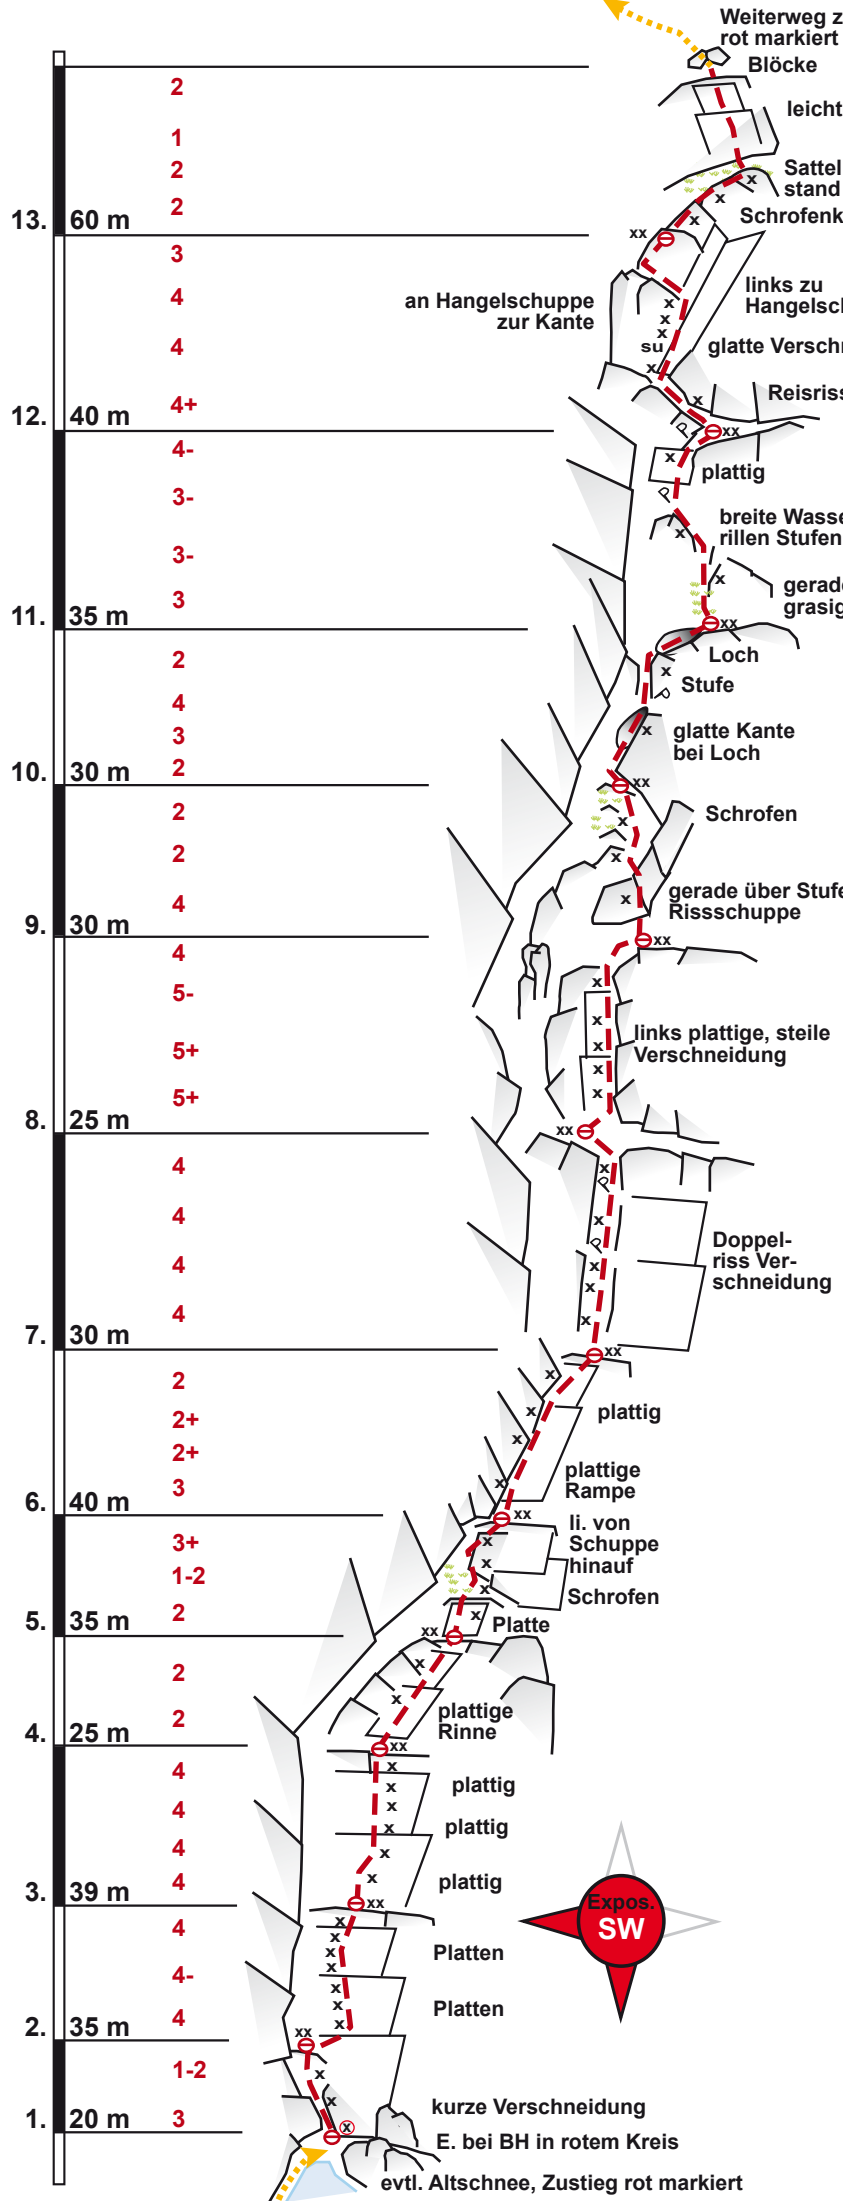 Weiterweg z
rot markiert
Blöcke
2
leicht
1
2
Sattel
stand
x
x
2
Schrofenk
x
13. 60 m
xx
3
links zu
Hangelsch
4
an Hangelschuppe
zur Kante
x
x
x
4
su
glatte Verschn
x
Reisriss
4+
x
12. 40 m
P
xx
4-
x
plattig
3-
P
breite Wasse
rillen Stufen
x
3-
x
gerade
grasig
3
11. 35 m
xx
2
Loch
x
Stufe
P
4
3
x
glatte Kante
bei Loch
2
10. 30 m
xx
2
x
Schrofen
2
x
4
x
gerade über Stufe
Rissschuppe
9. 30 m
xx
4
x
5-
x
links plattige, steile
Verschneidung
5+
x
x
5+
x
8. 25 m
xx
4
x
P
4
x
P
Doppel-
riss Ver-
schneidung
4
x
x
4
x
7. 30 m
xx
2
x
2+
x
plattig
2+
x
3
x
plattige
Rampe
6. 40 m
xx
3+
x
li. von
Schuppe
hinauf
1-2
x
x
Schrofen
2
x
Platte
5. 35 m
xx
2
x
2
x
plattige
Rinne
4. 25 m
xx
4
x
x
plattig
4
x
x
plattig
4
x
4
x
plattig
3. 39 m
xx
Expos.
SW
4
x
x
x
Platten
4-
x
x
4
x
x
Platten
2. 35 m
xx
1-2
x
3
x
kurze Verschneidung
1. 20 m
x
E. bei BH in rotem Kreis
evtl. Altschnee, Zustieg rot markiert